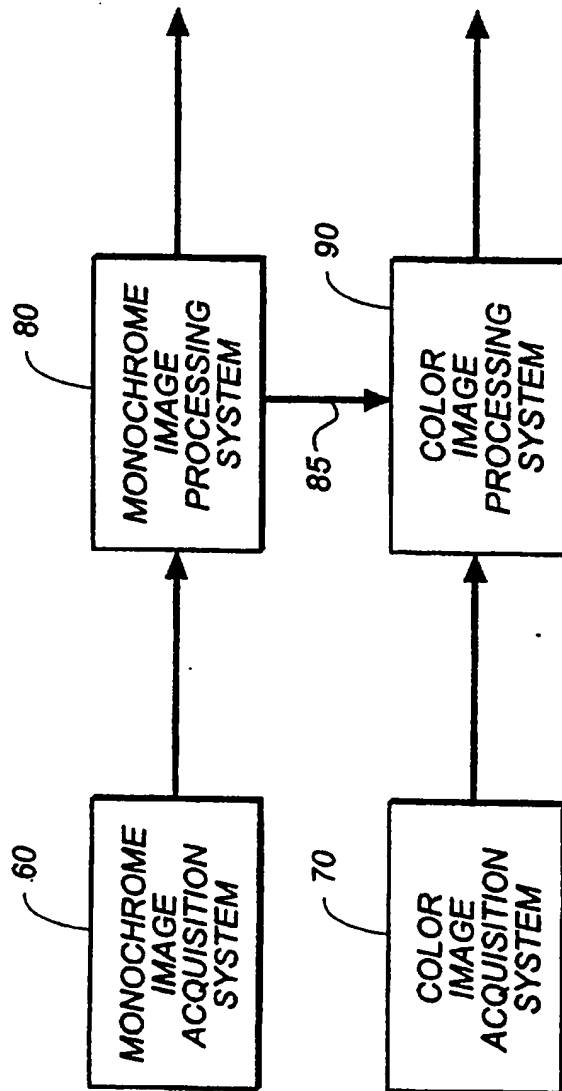 60
MONOCHROME
IMAGE
ACQUISITION
SYSTEM
80
MONOCHROME
IMAGE
PROCESSING
SYSTEM
85
70
COLOR
IMAGE
ACQUISITION
SYSTEM
90
COLOR
IMAGE
PROCESSING
SYSTEM